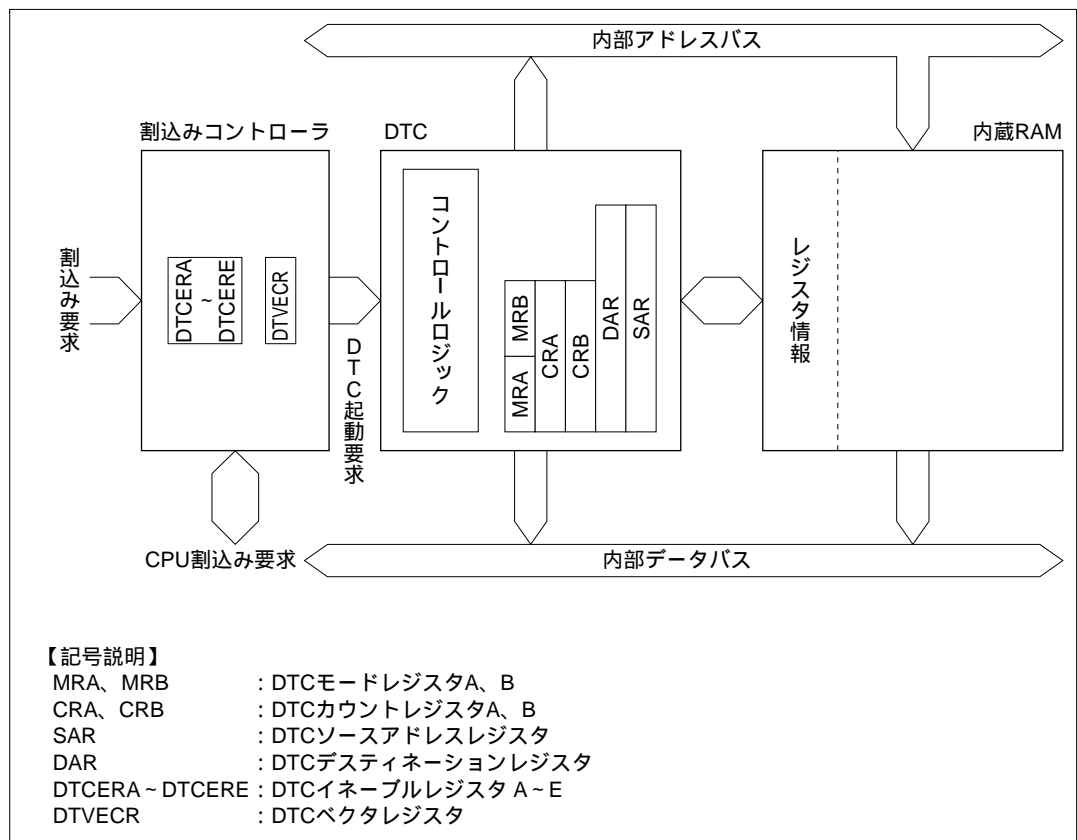 内部アドレスバス
割込みコントローラ
DTC
内蔵RAM
割込み要求
DTCERA
~
DTCERE
DTVECR
DTC起動要求
コントロールロジック
MRA
MRB
CRA
CRB
DAR
SAR
レジスタ情報
CPU割込み要求
内部データバス
【記号説明】
MRA、MRB : DTCモードレジスタA、B
CRA、CRB : DTCカウントレジスタA、B
SAR : DTCソースアドレスレジスタ
DAR : DTCデスティネーションレジスタ
DTCERA~DTCERE : DTCイネーブルレジスタ A~E
DTVECR : DTCベクタレジスタ